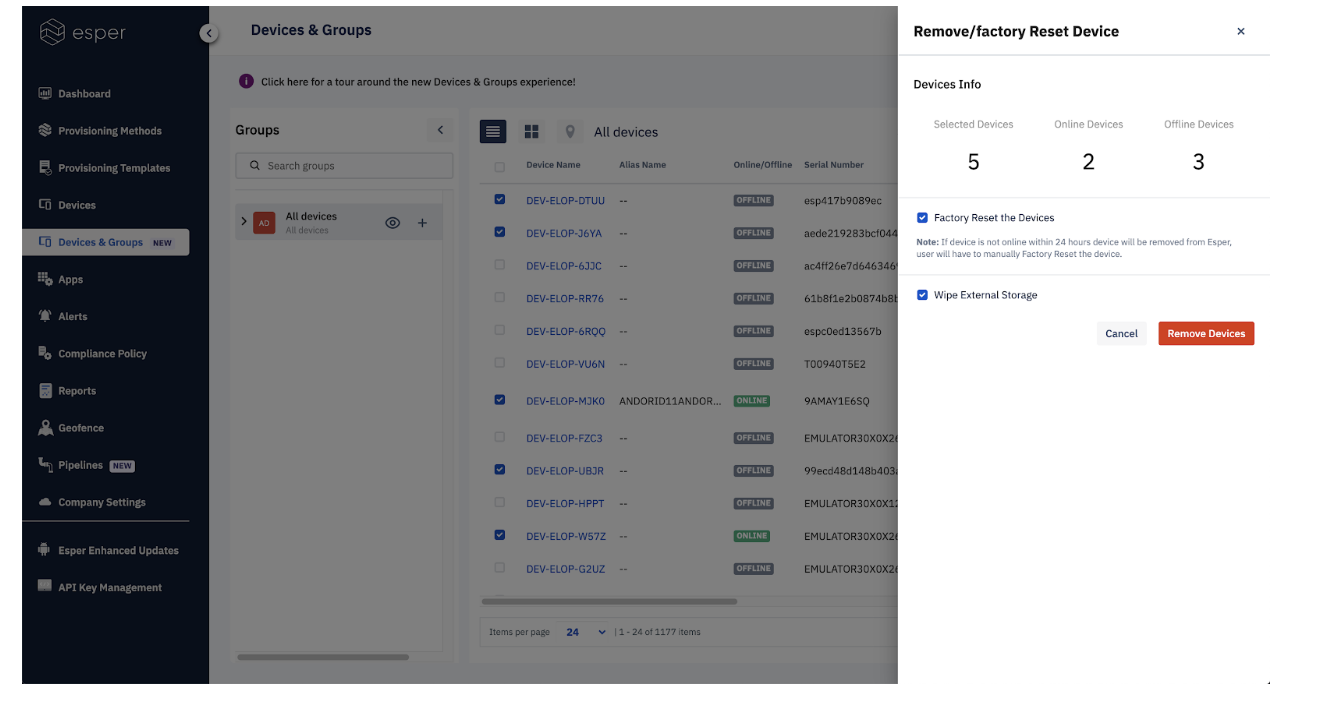 esper
Dashboard
Provisioning Methods
Provisioning Templates
Devices
Devices & Groups NEW
Apps
Alerts
Compliance Policy
Reports
Geofence
Pipelines NEW
Company Settings
Esper Enhanced Updates
API Key Management
Devices & Groups
i Click here for a tour around the new Devices & Groups experience!
Groups
Search groups
AD All devices
All devices
All devices
Device Name Alias Name Online/Offline Serial Number
DEV-ELOP-DTUU -- OFFLINE esp417b9089ec
DEV-ELOP-J6YA -- OFFLINE aede219283bcf044
DEV-ELOP-6JJC -- OFFLINE ac4ff26e7d646346
DEV-ELOP-RR76 -- OFFLINE 61b8f1e2b0874b8b
DEV-ELOP-6RQQ -- OFFLINE espc0ed13567b
DEV-ELOP-VU6N -- OFFLINE T00940T5E2
DEV-ELOP-MJK0 ANDORID11ANDOR... ONLINE 9AMAY1E6SQ
DEV-ELOP-FZC3 -- OFFLINE EMULATOR30X0X2
DEV-ELOP-UBJR -- OFFLINE 99ecd48d148b403
DEV-ELOP-HPPT -- OFFLINE EMULATOR30X0X1
DEV-ELOP-W57Z -- ONLINE EMULATOR30X0X2
DEV-ELOP-G2UZ -- OFFLINE EMULATOR30X0X2
Items per page 24 | 1 - 24 of 1177 items
Remove/factory Reset Device
Devices Info
Selected Devices Online Devices Offline Devices
5 2 3
Factory Reset the Devices
Note: If device is not online within 24 hours device will be removed from Esper,
user will have to manually Factory Reset the device.
Wipe External Storage
Cancel Remove Devices